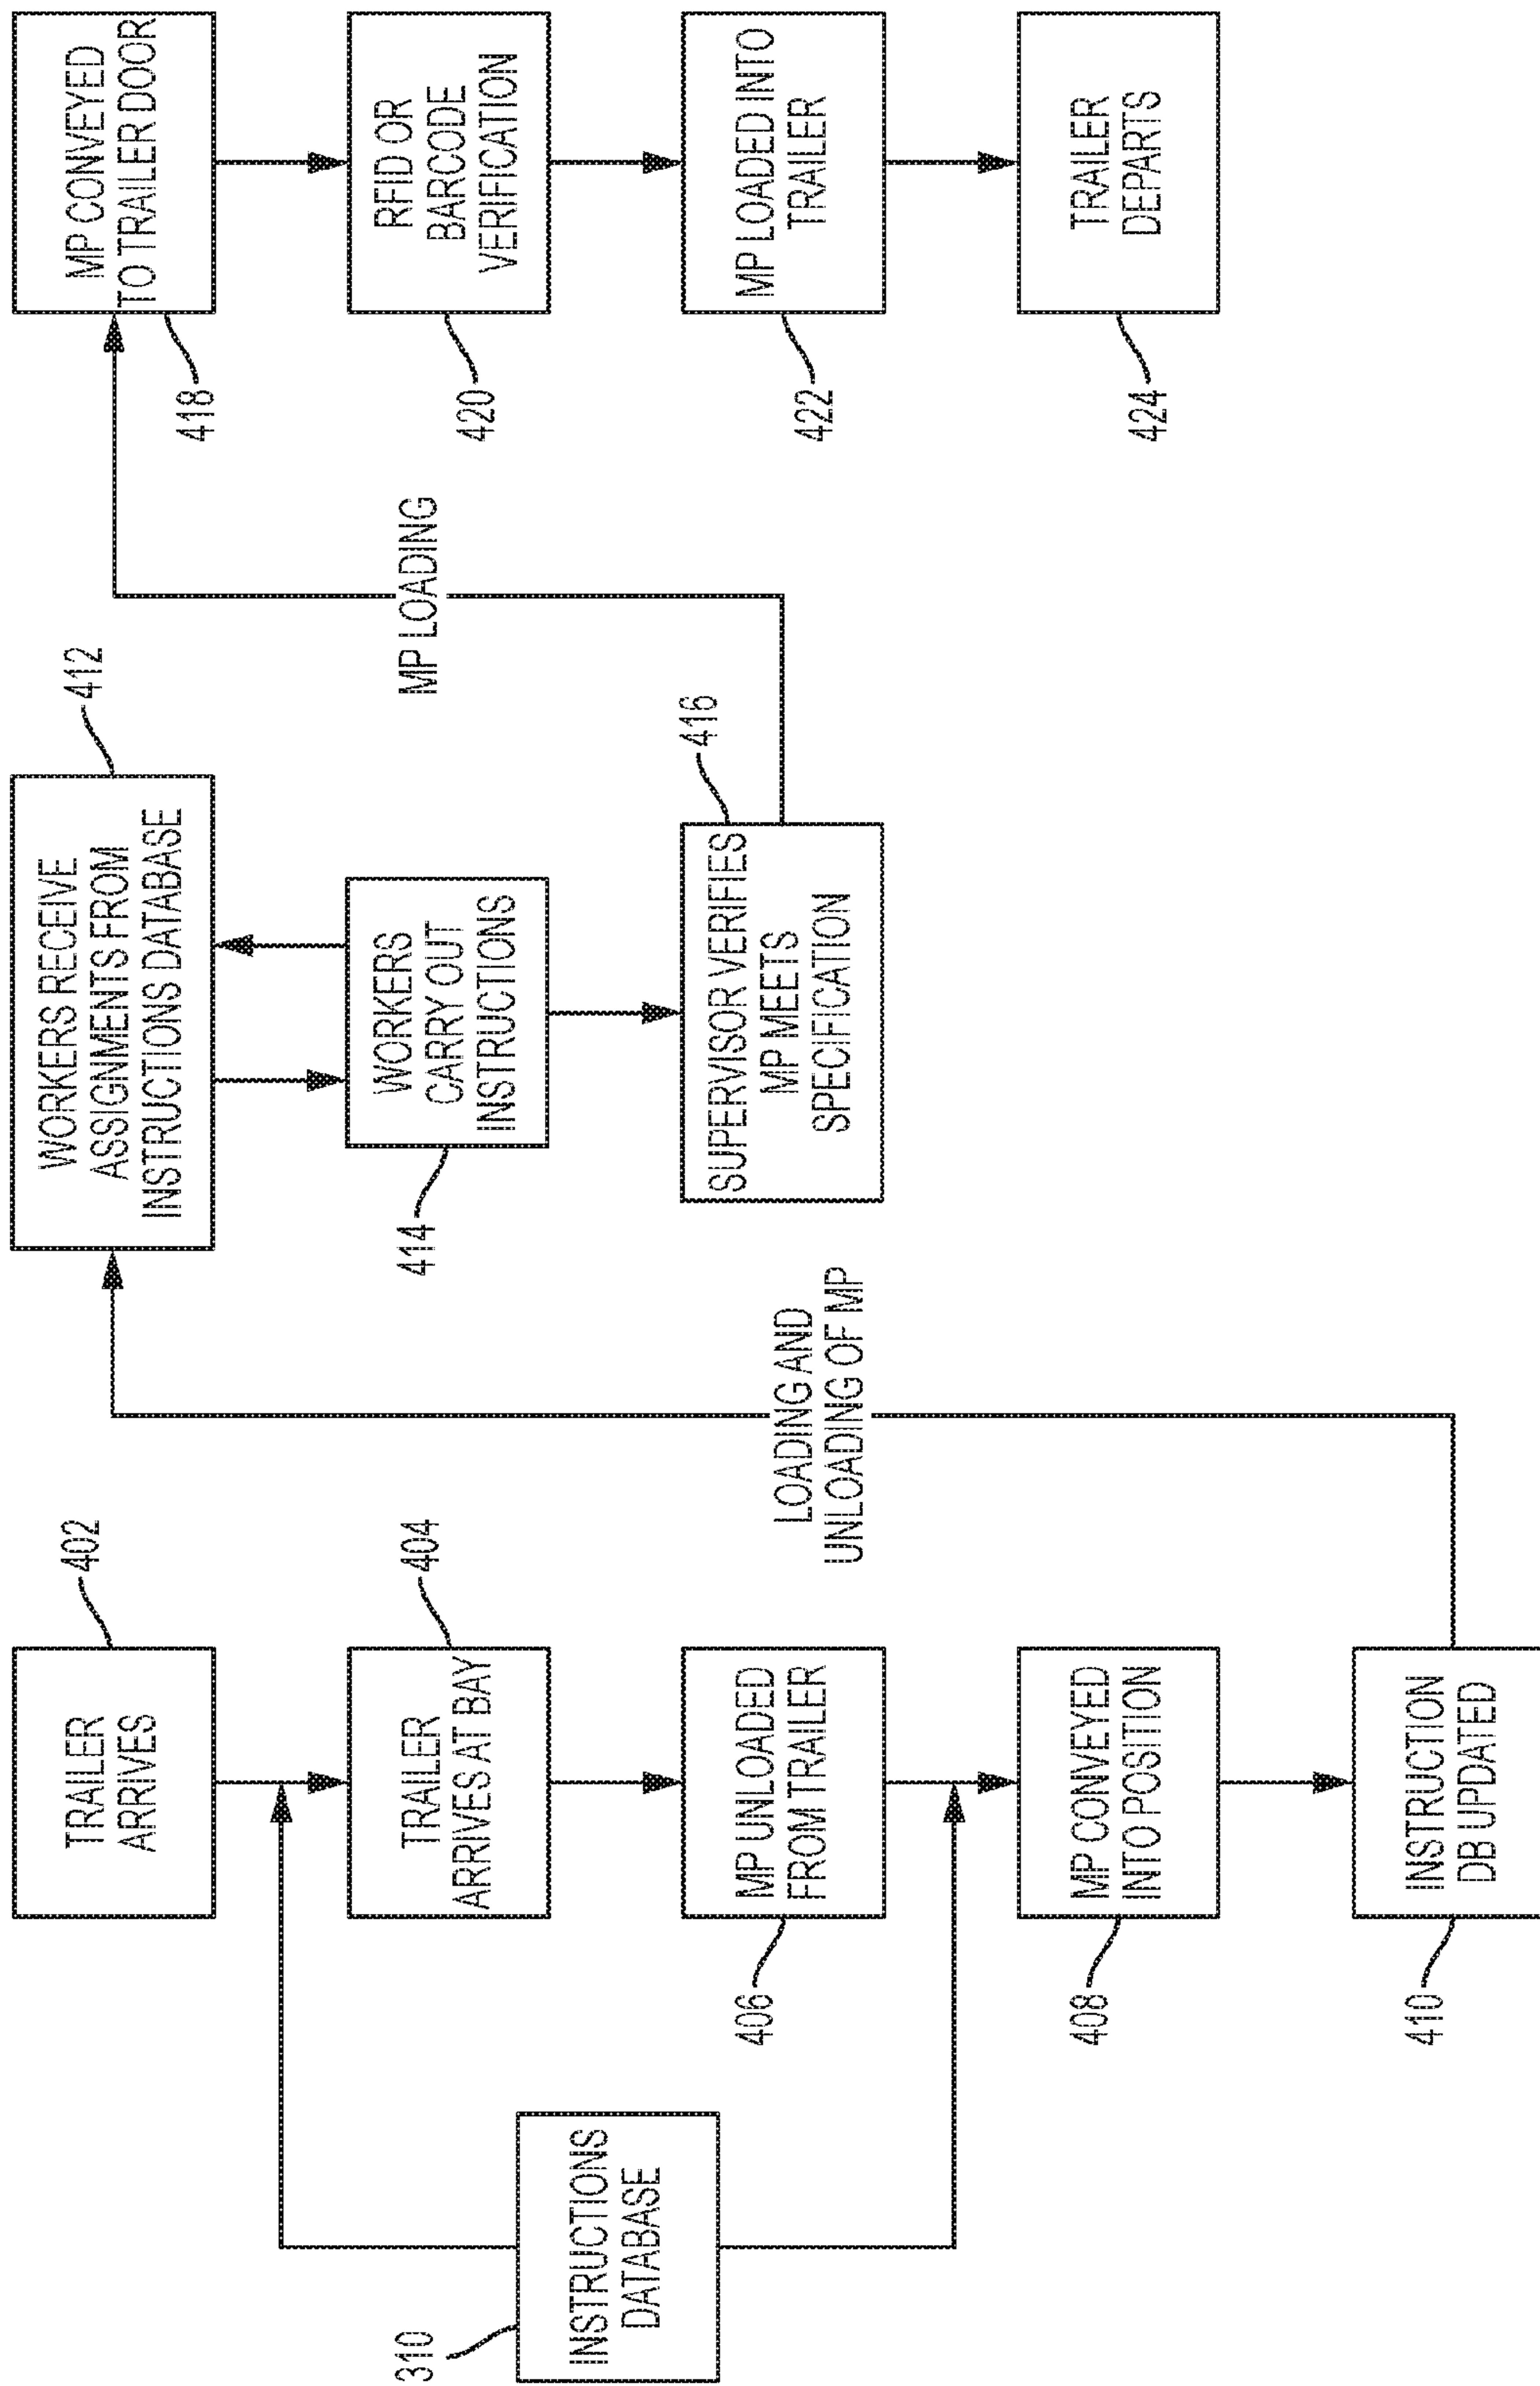 310
INSTRUCTIONS
DATABASE
TRAILER
ARRIVES
402
TRAILER
ARRIVES AT BAY
404
MP UNLOADED
FROM TRAILER
406
MP CONVEYED
INTO POSITION
408
INSTRUCTION
DB UPDATED
410
LOADING AND
UNLOADING OF MP
WORKERS RECEIVE
ASSIGNMENTS FROM
INSTRUCTIONS DATABASE
412
WORKERS
CARRY OUT
INSTRUCTIONS
414
SUPERVISOR VERIFIES
MP MEETS
SPECIFICATION
416
MP LOADING
MP CONVEYED
TO TRAILER DOOR
418
RFID OR
BARCODE
VERIFICATION
420
MP LOADED INTO
TRAILER
422
TRAILER
DEPARTS
424